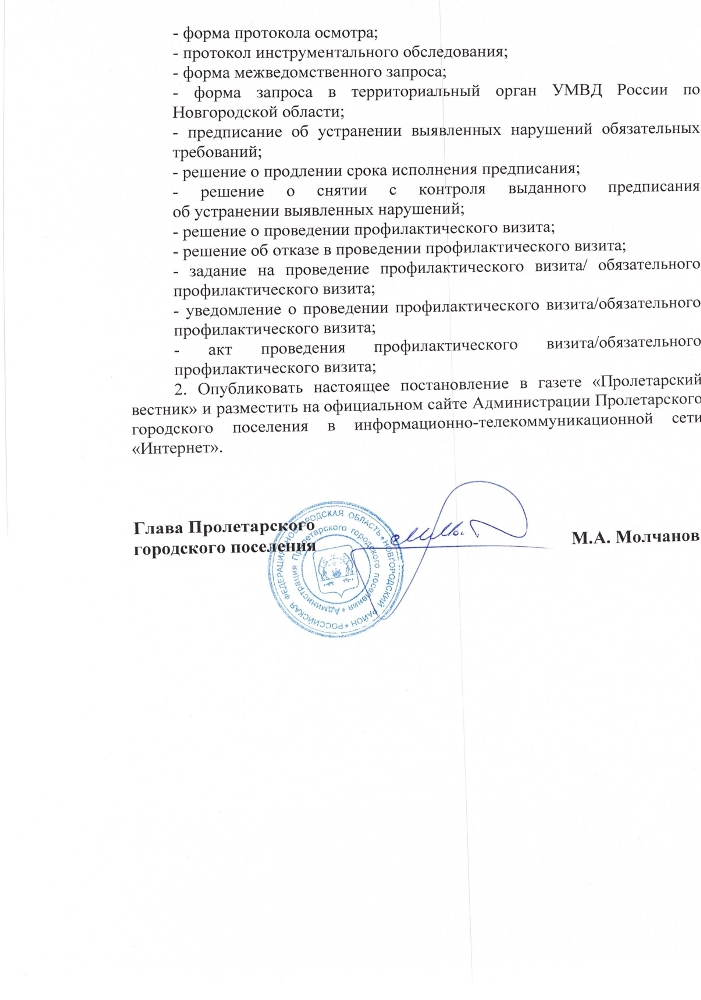 - форма протокола осмотра;
- протокол инструментального обследования;
- форма межведомственного запроса;
- форма запроса в территориальный орган УМВД России по
Новгородской области;
- предписание об устранении выявленных нарушений обязательных
требований;
- решение о продлении срока исполнения предписания;
- решение о снятии с контроля выданного предписания
об устранении выявленных нарушений;
- решение о проведении профилактического визита;
- решение об отказе в проведении профилактического визита;
- задание на проведение профилактического визита/ обязательного
профилактического визита;
- уведомление о проведении профилактического визита/обязательного
профилактического визита;
- акт проведения профилактического визита/обязательного
профилактического визита;
2. Опубликовать настоящее постановление в газете «Пролетарский
вестник» и разместить на официальном сайте Администрации Пролетарского
городского поселения в информационно-телекоммуникационной сети
«Интернет».
Глава Пролетарского
городского поселения
М.А. Молчанов
РОССИЙСКАЯ ФЕДЕРАЦИЯ * НОВГОРОДСКАЯ ОБЛАСТЬ * НОВГОРОДСКИЙ РАЙОН *
Администрация Пролетарского городского поселения *